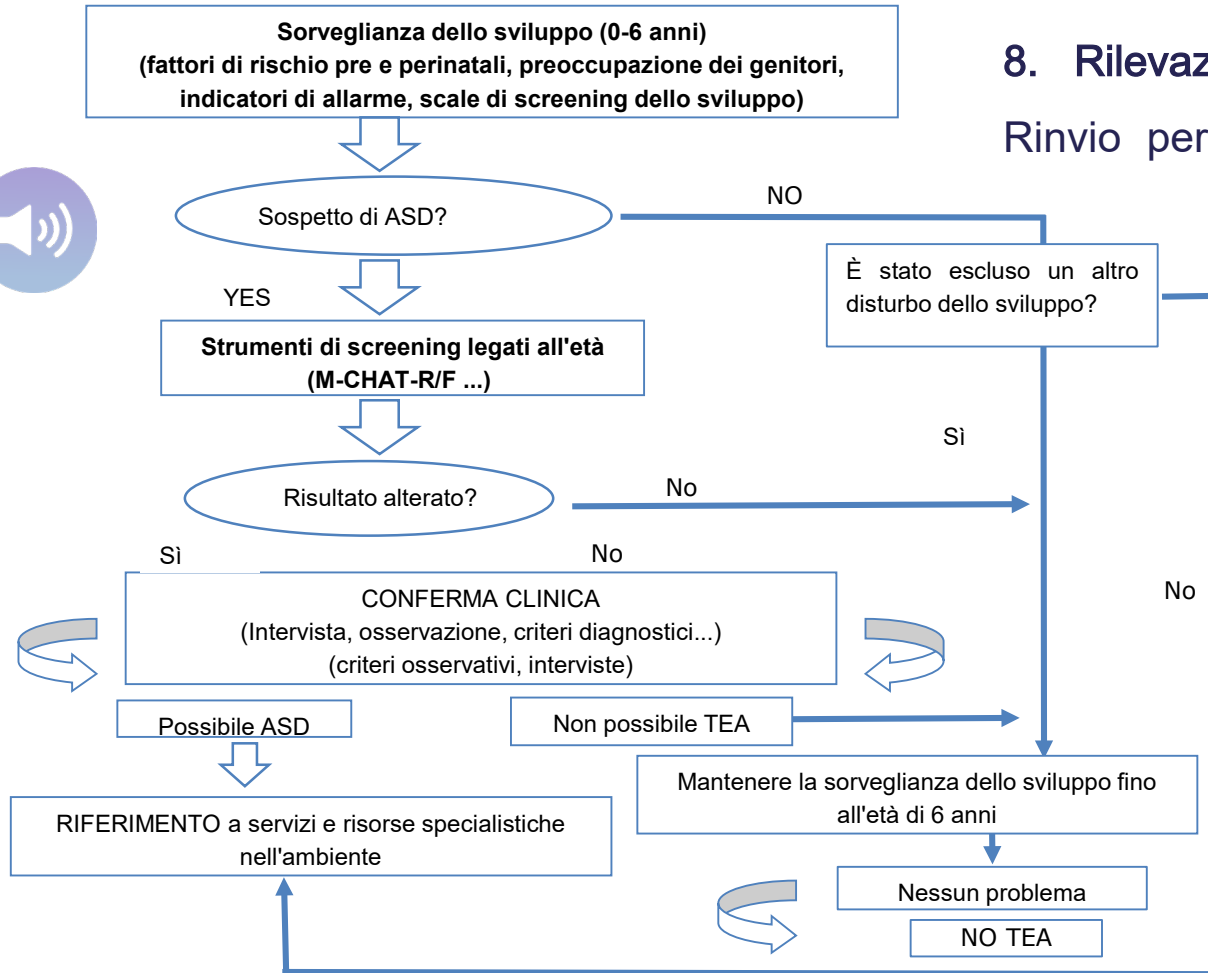 Sorveglianza dello sviluppo (0-6 anni)
(fattori di rischio pre e perinatali, preoccupazione dei genitori,
indicatori di allarme, scale di screening dello sviluppo)
8. Rilevaz
Rinvio per
Sospetto di ASD?
NO
È stato escluso un altro
disturbo dello sviluppo?
YES
Strumenti di screening legati all'età
(M-CHAT-R/F ...)
Sì
Risultato alterato?
No
Sì
No
No
CONFERMA CLINICA
(Intervista, osservazione, criteri diagnostici...)
(criteri osservativi, interviste)
Possibile ASD
Non possibile TEA
Mantenere la sorveglianza dello sviluppo fino
all'età di 6 anni
RIFERIMENTO a servizi e risorse specialistiche
nell'ambiente
Nessun problema
NO TEA